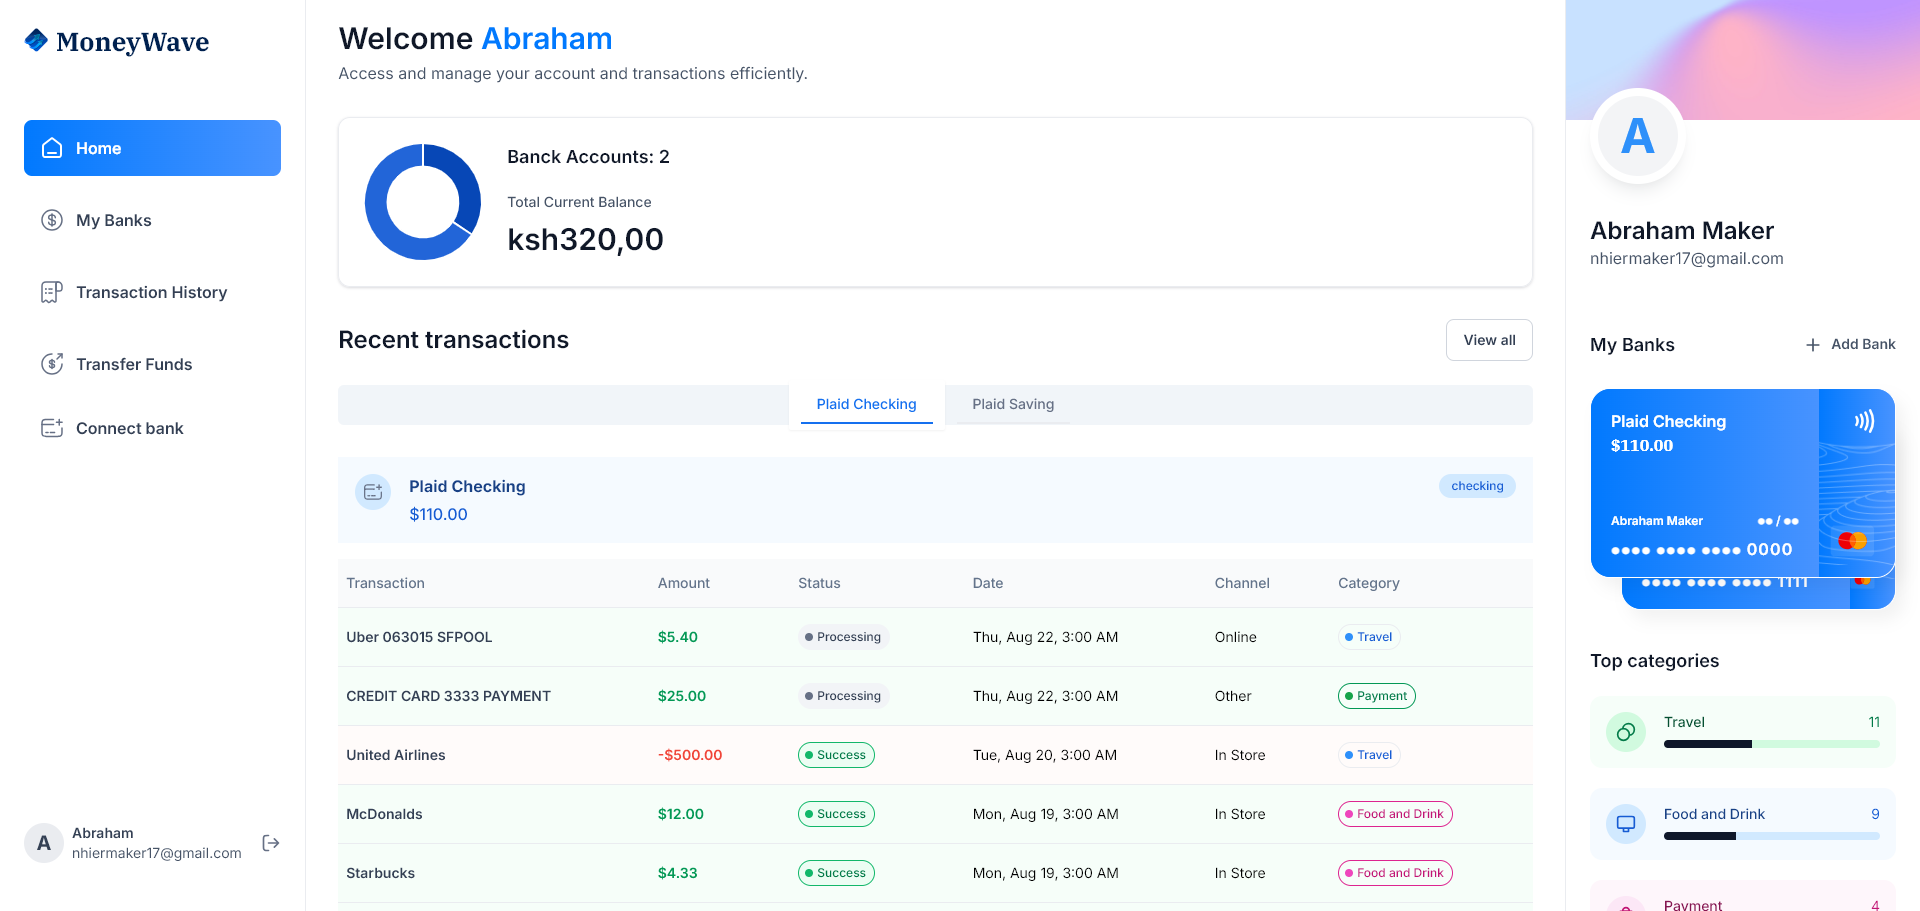 MoneyWave
Home
My Banks
Transaction History
Transfer Funds
Connect bank
A
Abraham
nhiermaker17@gmail.com
Welcome Abraham
Access and manage your account and transactions efficiently.
Banck Accounts: 2
Total Current Balance
ksh320,00
Recent transactions
View all
Plaid Checking
Plaid Saving
Plaid Checking
$110.00
checking
Transaction Amount Status Date Channel Category
Uber 063015 SFPOOL $5.40 Processing Thu, Aug 22, 3:00 AM Online Travel
CREDIT CARD 3333 PAYMENT $25.00 Processing Thu, Aug 22, 3:00 AM Other Payment
United Airlines -$500.00 Success Tue, Aug 20, 3:00 AM In Store Travel
McDonalds $12.00 Success Mon, Aug 19, 3:00 AM In Store Food and Drink
Starbucks $4.33 Success Mon, Aug 19, 3:00 AM In Store Food and Drink
A
Abraham Maker
nhiermaker17@gmail.com
My Banks
+ Add Bank
Plaid Checking
$110.00
Abraham Maker ●● / ●●
●●●● ●●●● ●●●● 0000
●●●● ●●●● ●●●● 1111
Top categories
Travel 11
Food and Drink 9
Payment 4